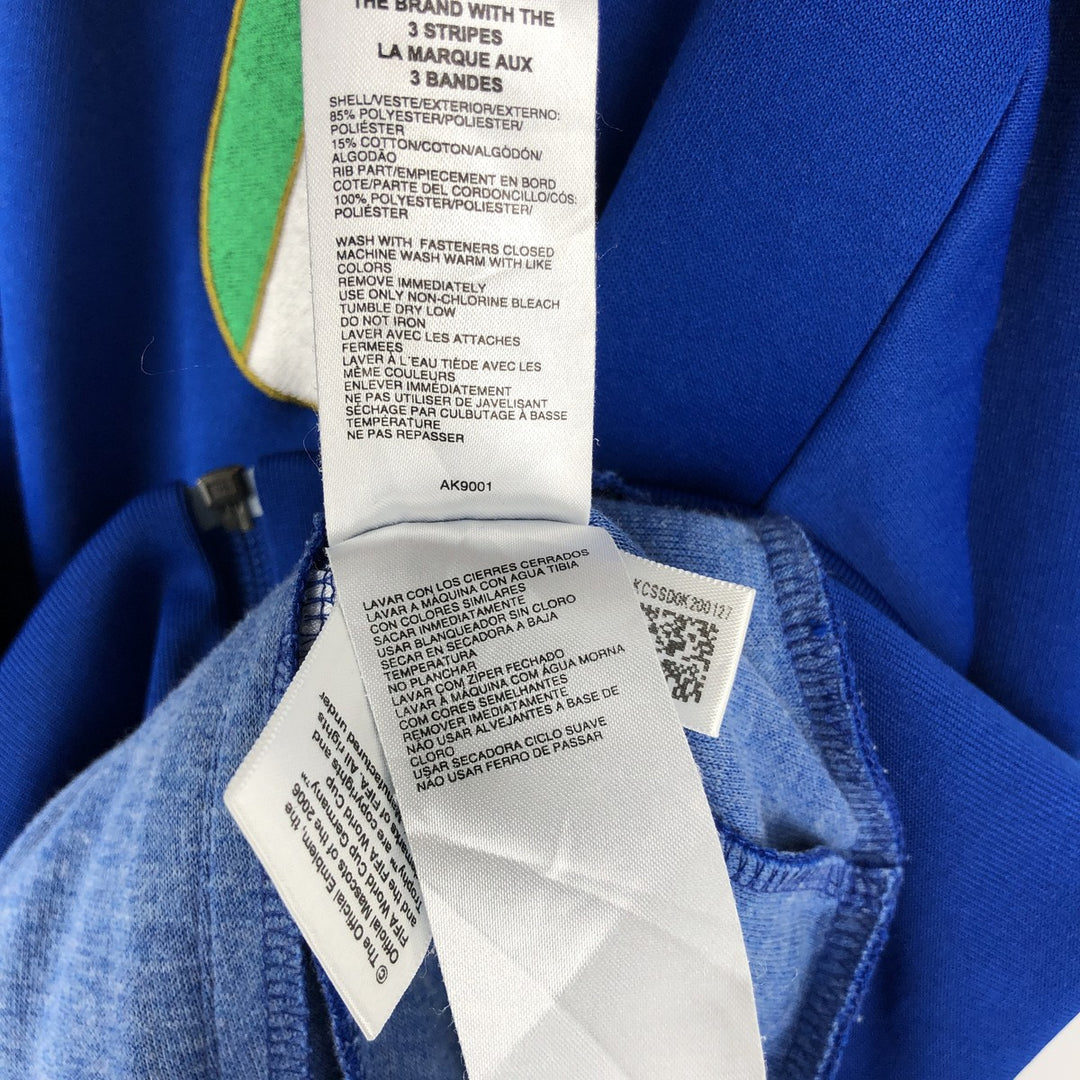 THE BRAND WITH THE
3 STRIPES
LA MARQUE AUX
3 BANDES
SHELL/VESTE/EXTERIOR/EXTERNO:
85% POLYESTER/POLIESTER/
POLIÉSTER
15% COTTON/COTON/ALGÒDÓN/
ALGODÃO
RIB PART/EMPIECEMENT EN BORD
COTE/PARTE DEL CORDONCILLO/CÓS:
100% POLYESTER/POLIESTER/
POLIÉSTER
WASH WITH FASTENERS CLOSED
MACHINE WASH WARM WITH LIKE
COLORS
REMOVE IMMEDIATELY
USE ONLY NON-CHLORINE BLEACH
TUMBLE DRY LOW
DO NOT IRON
LAVER AVEC LES ATTACHES
FERMEES
LAVER À L'EAU TIÈDE AVEC LES
MÊME COULEURS
ENLEVER IMMÉDIATEMENT
NE PAS UTILISER DE JAVELISANT
SÉCHAGE PAR CULBUTAGE À BASSE
TEMPÉRATURE
NE PAS REPASSER
AK9001
LAVAR CON LOS CIERRES CERRADOS
LAVAR A MÁQUINA CON AGUA TIBIA
CON COLORES SIMILARES
SACAR INMEDIATAMENTE
USAR BLANQUEADOR SIN CLORO
SECAR EN SECADORA A BAJA
TEMPERATURA
NO PLANCHAR
LAVAR COM ZÍPER FECHADO
LAVAR À MÁQUINA COM ÁGUA MORNA
COM CORES SEMELHANTES
REMOVER IMEDIATAMENTE
NÃO USAR ALVEJANTES À BASE DE
CLORO
USAR SECADORA CICLO SUAVE
NÃO USAR FERRO DE PASSAR
KCSSDOK200127
© The Official Emblem, the
Official Mascots of the 2006
FIFA World Cup Germany™
and the FIFA World Cup
Trophy™ are copyrights and
of FIFA. All rights
under